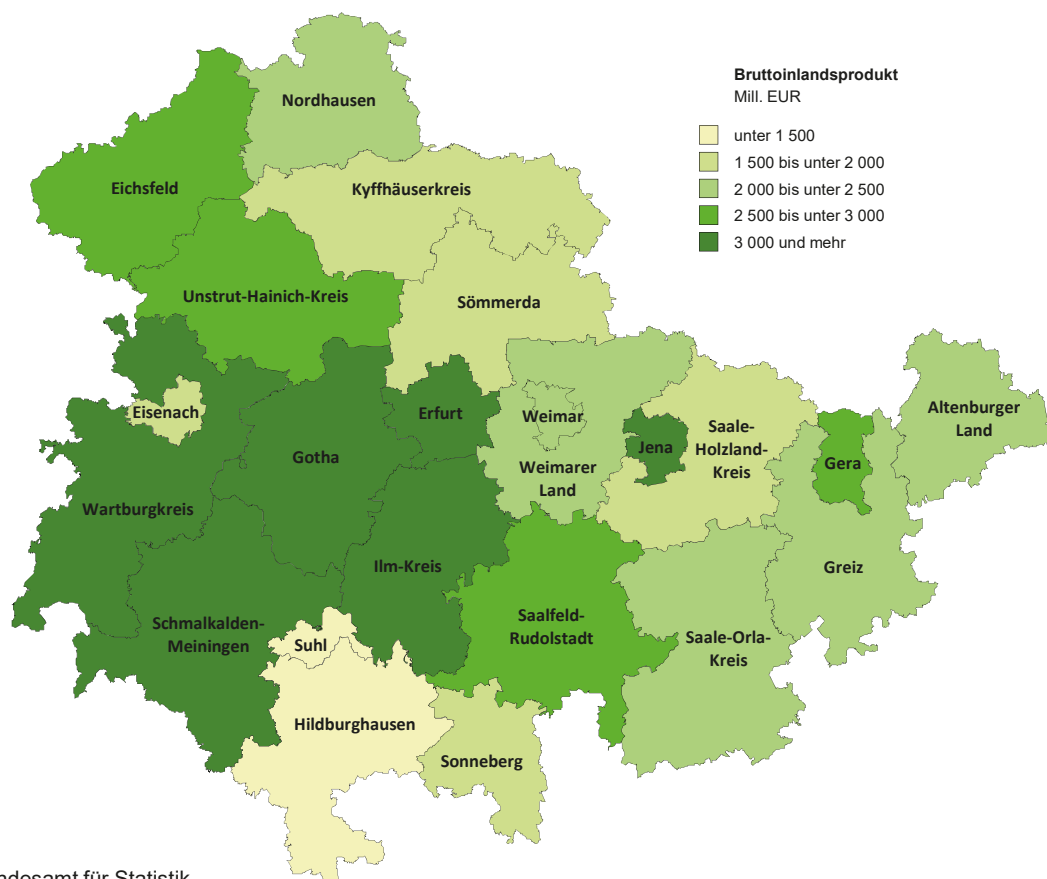 Bruttoinlandsprodukt
Mill. EUR
unter 1 500
1 500 bis unter 2 000
2 000 bis unter 2 500
2 500 bis unter 3 000
3 000 und mehr
Nordhausen
Eichsfeld
Kyffhäuserkreis
Unstrut-Hainich-Kreis
Sömmerda
Eisenach
Erfurt
Weimar
Altenburger
Land
Gotha
Jena
Saale-
Holzland-
Kreis
Gera
Weimarer
Land
Wartburgkreis
Ilm-Kreis
Greiz
Schmalkalden-
Meiningen
Suhl
Saalfeld-
Rudolstadt
Saale-Orla-
Kreis
Hildburghausen
Sonneberg
ndesamt für Statistik